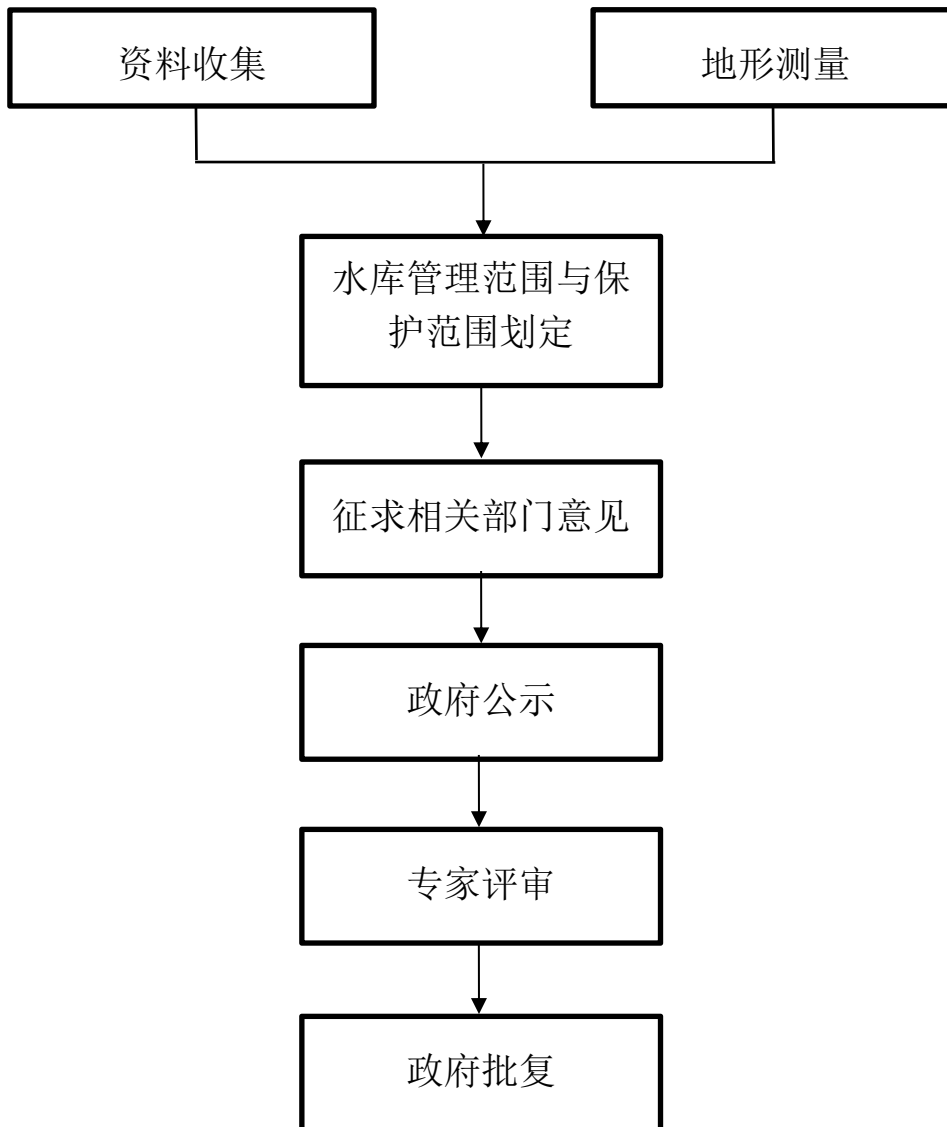 资料收集
地形测量
水库管理范围与保
护范围划定
征求相关部门意见
政府公示
专家评审
政府批复